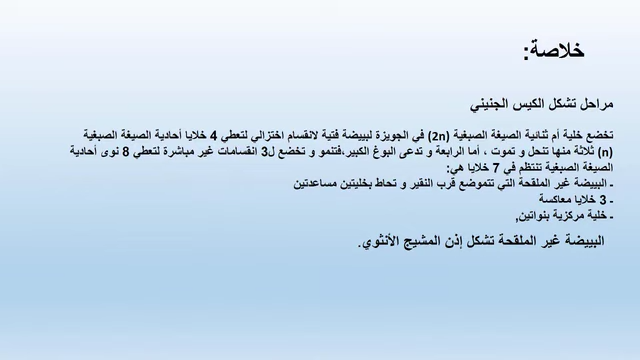 خلاصة:
مراحل تشكل الكيس الجنيني
تخضع خلية أم ثنائية الصيغة الصبغية (2n) في الجويزة لبييضة فتية لانقسام اختزالي لتعطي 4 خلايا أحادية الصيغة الصبغية
(n) ثلاثة منها تنحل و تموت ، أما الرابعة و تدعى البوغ الكبير،فتنمو و تخضع ل3 انقسامات غير مباشرة لتعطي 8 نوى أحادية
الصيغة الصبغية تنتظم في 7 خلايا هي:
ـ البييضة غير الملقحة التي تتموضع قرب النقير و تحاط بخليتين مساعدتين
ـ 3 خلايا معاكسة
ـ خلية مركزية بنواتين,
البييضة غير الملقحة تشكل إذن المشيج الأنثوي.